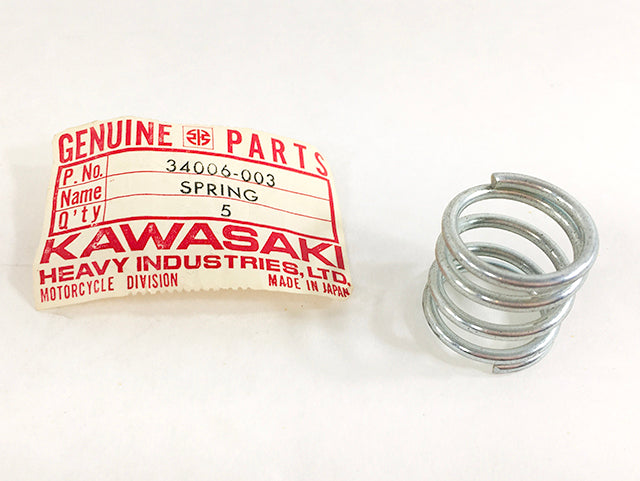 GENUINE PARTS
P. No. 34006-003
Name SPRING
Q'ty 5
KAWASAKI
HEAVY INDUSTRIES, LTD.
MOTORCYCLE DIVISION MADE IN JAPAN